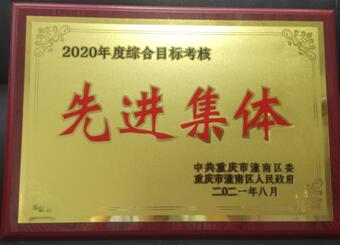 2020年度综合目标考核
先进集体
中共重庆市潼南区委
重庆市潼南区人民政府
二〇二一年八月